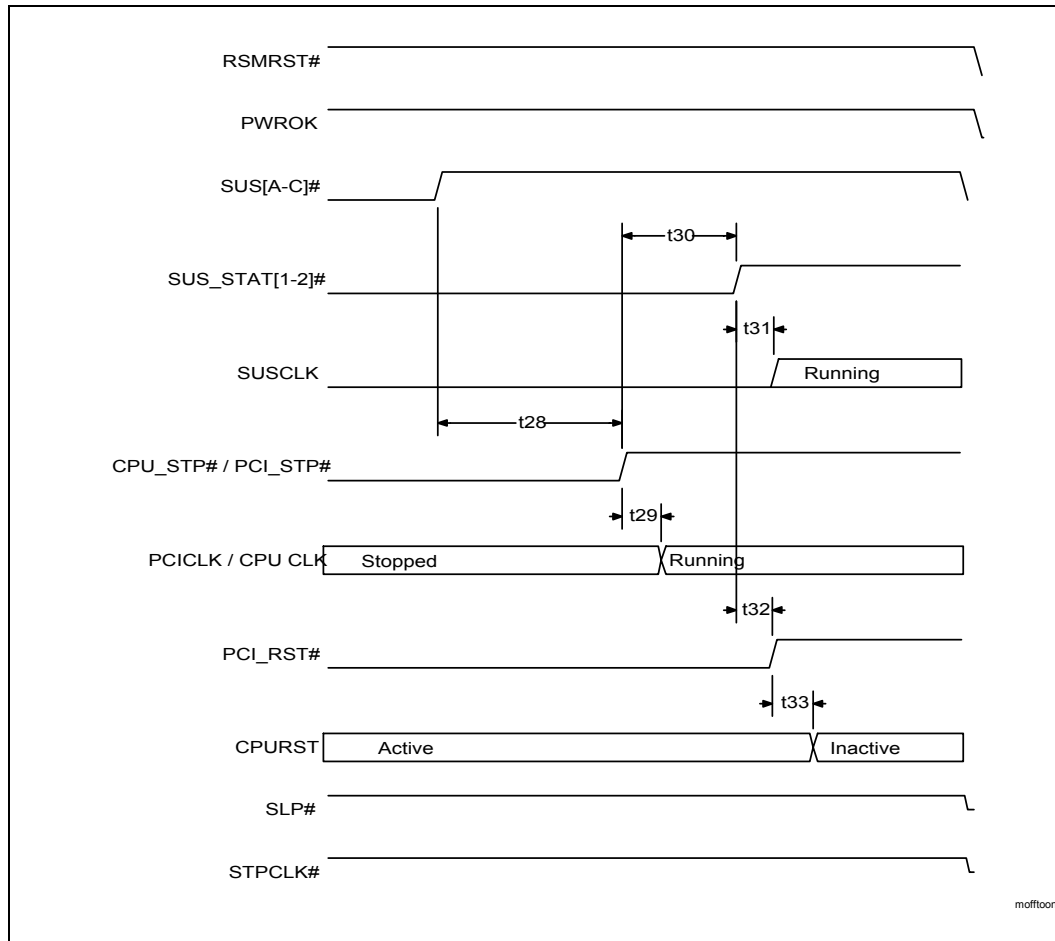 RSMRST#
PWROK
SUS[A-C]#
t30
SUS_STAT[1-2]#
t31
SUSCLK
Running
t28
CPU_STP# / PCI_STP#
t29
PCICLK / CPU CLK
Stopped
Running
t32
PCI_RST#
t33
CPURST
Active
Inactive
SLP#
STPCLK#
mofftoon